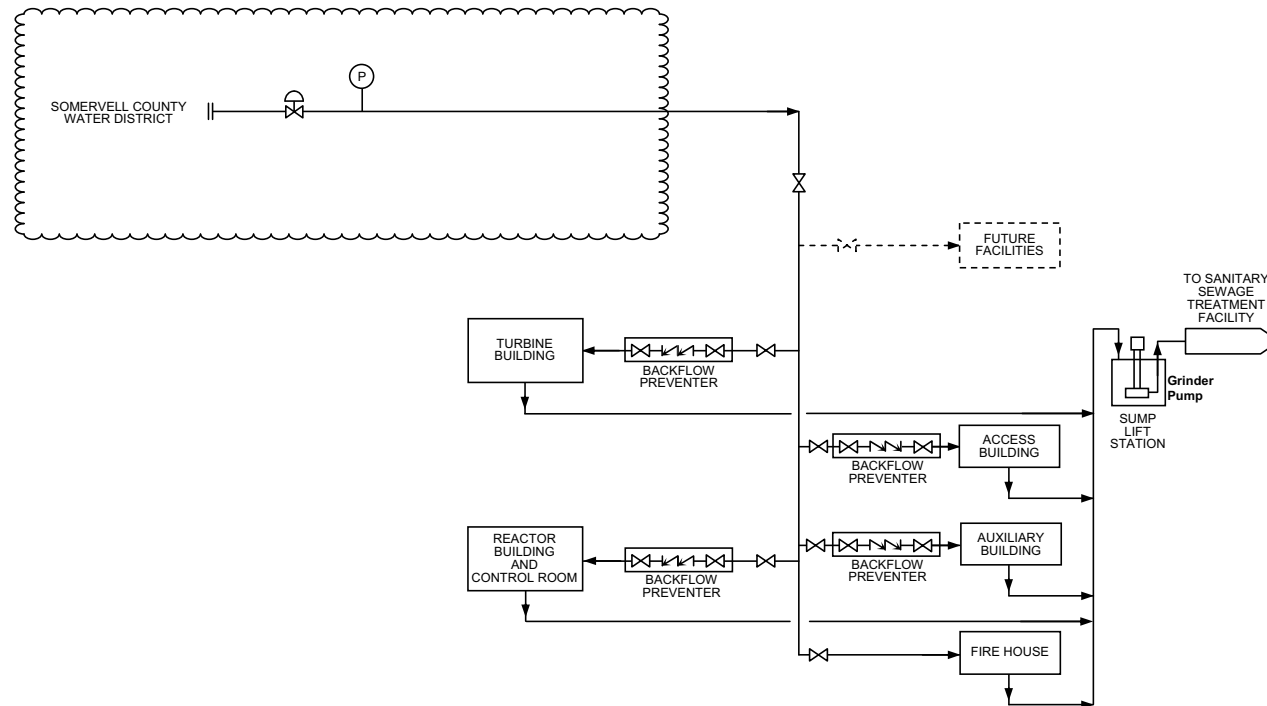 SOMERVELL COUNTY
WATER DISTRICT
P
FUTURE
FACILITIES
TO SANITARY
SEWAGE
TREATMENT
FACILITY
TURBINE
BUILDING
BACKFLOW
PREVENTER
Grinder
Pump
SUMP
LIFT
STATION
ACCESS
BUILDING
BACKFLOW
PREVENTER
REACTOR
BUILDING
AND
CONTROL ROOM
BACKFLOW
PREVENTER
AUXILIARY
BUILDING
BACKFLOW
PREVENTER
FIRE HOUSE